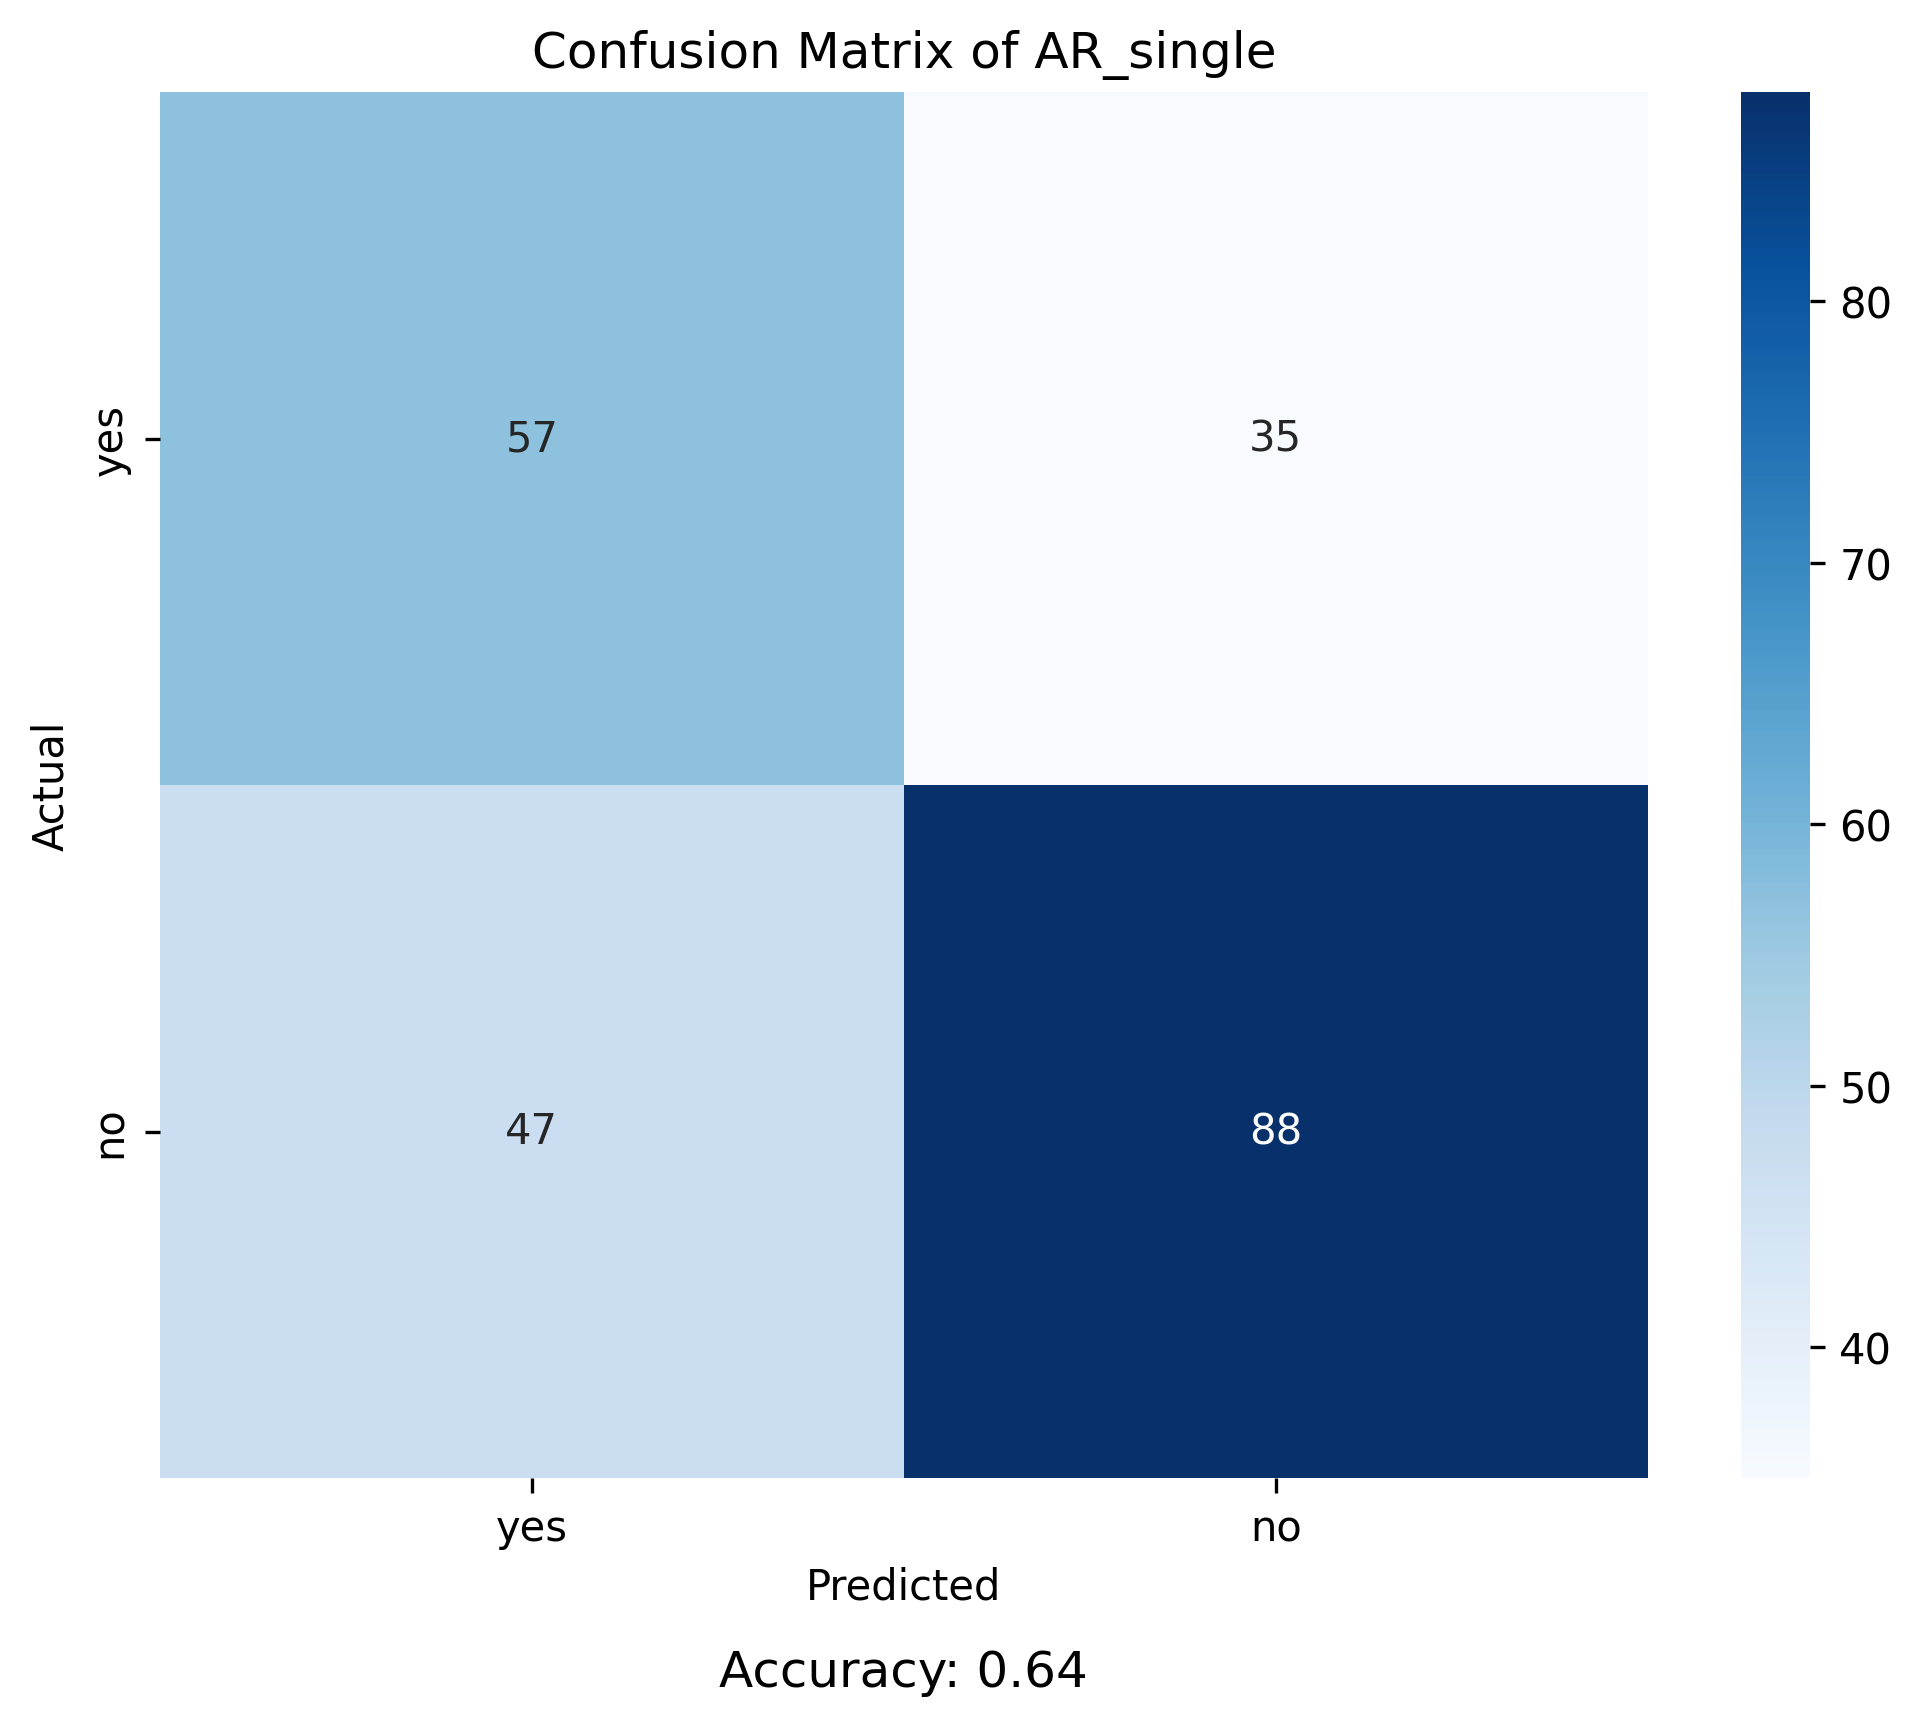 Confusion Matrix of AR_single
yes
57
35
80
70
Actual
60
50
no
47
88
40
yes
no
Predicted
Accuracy: 0.64